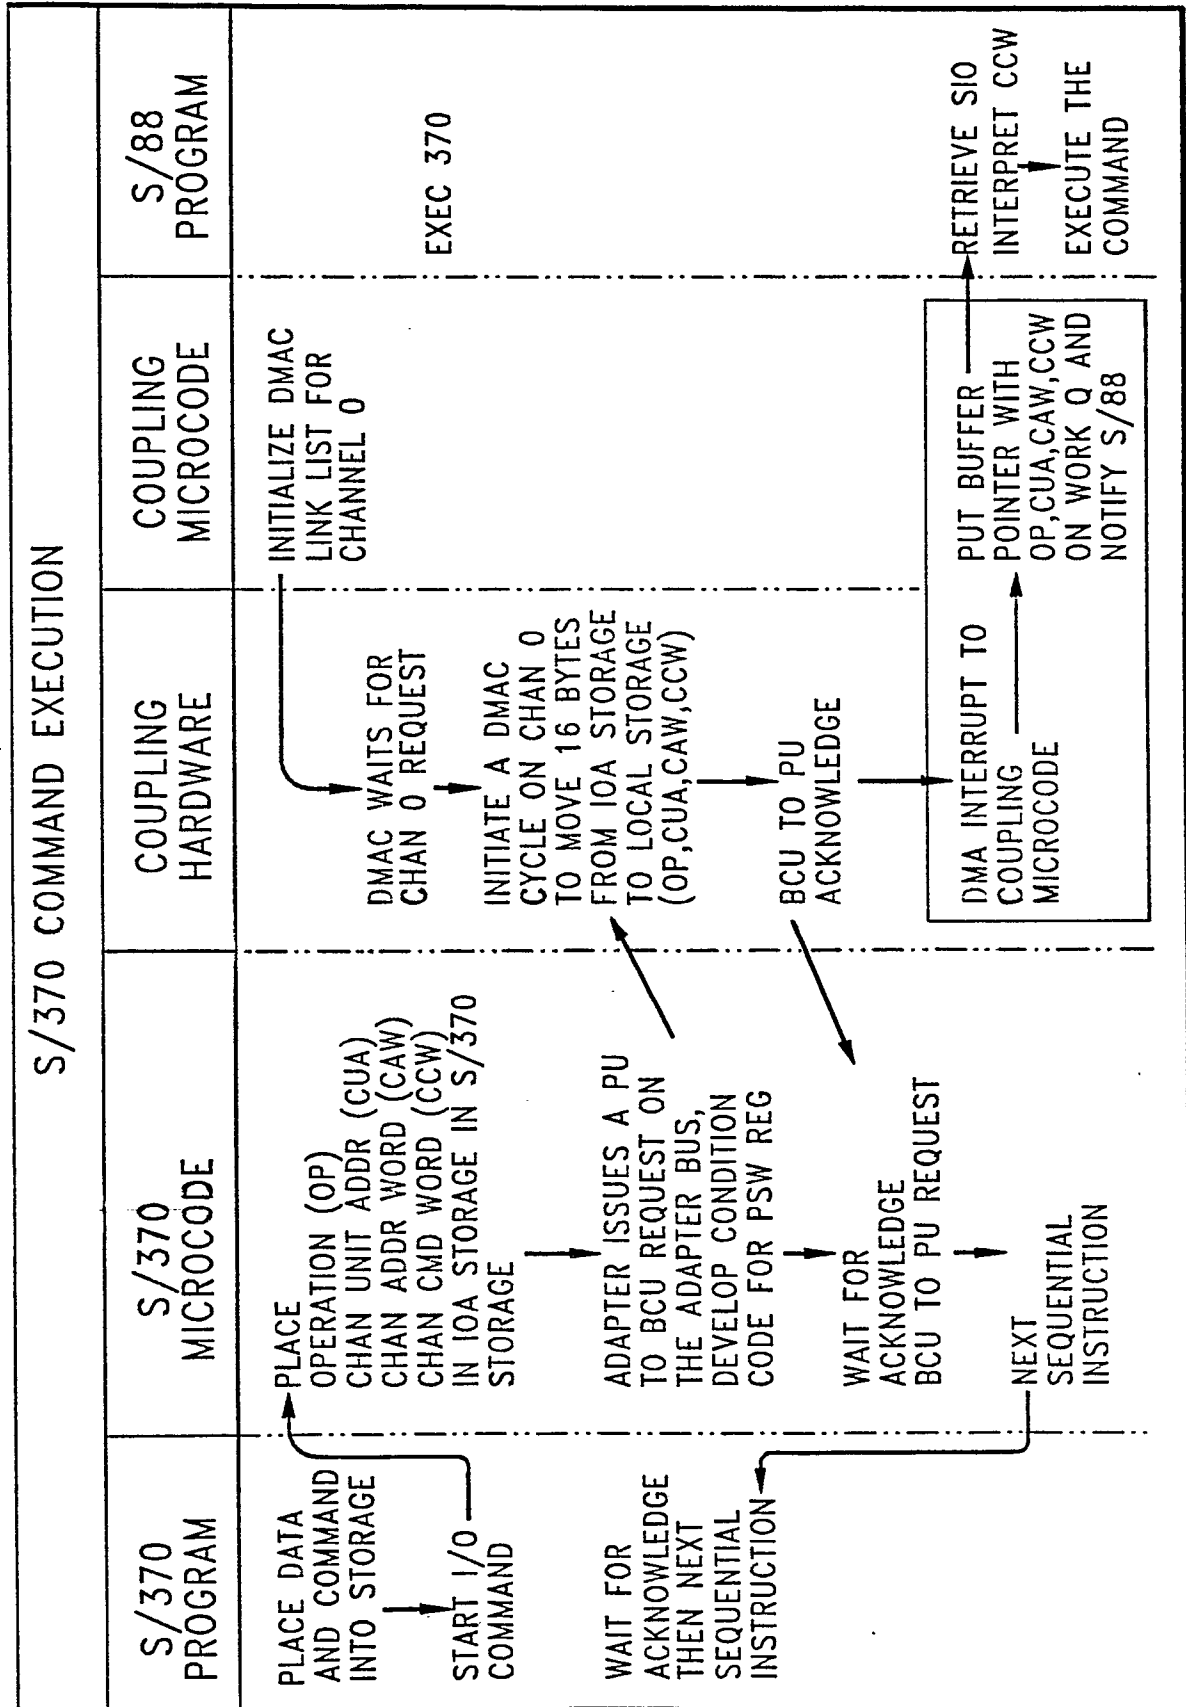 S/370 COMMAND EXECUTION
S/370
PROGRAM
S/370
MICROCODE
COUPLING
HARDWARE
COUPLING
MICROCODE
S/88
PROGRAM
PLACE DATA
AND COMMAND
INTO STORAGE
START I/O
COMMAND
WAIT FOR
ACKNOWLEDGE
THEN NEXT
SEQUENTIAL
INSTRUCTION
PLACE
OPERATION (OP)
CHAN UNIT ADDR (CUA)
CHAN ADDR WORD (CAW)
CHAN CMD WORD (CCW)
IN IOA STORAGE IN S/370
STORAGE
ADAPTER ISSUES A PU
TO BCU REQUEST ON
THE ADAPTER BUS,
DEVELOP CONDITION
CODE FOR PSW REG
WAIT FOR
ACKNOWLEDGE
BCU TO PU REQUEST
NEXT
SEQUENTIAL
INSTRUCTION
DMAC WAITS FOR
CHAN 0 REQUEST
INITIATE A DMAC
CYCLE ON CHAN 0
TO MOVE 16 BYTES
FROM IOA STORAGE
TO LOCAL STORAGE
(OP,CUA,CAW,CCW)
BCU TO PU
ACKNOWLEDGE
DMA INTERRUPT TO
COUPLING
MICROCODE
INITIALIZE DMAC
LINK LIST FOR
CHANNEL 0
PUT BUFFER
POINTER WITH
OP,CUA,CAW,CCW
ON WORK Q AND
NOTIFY S/88
EXEC 370
RETRIEVE SIO
INTERPRET CCW
EXECUTE THE
COMMAND